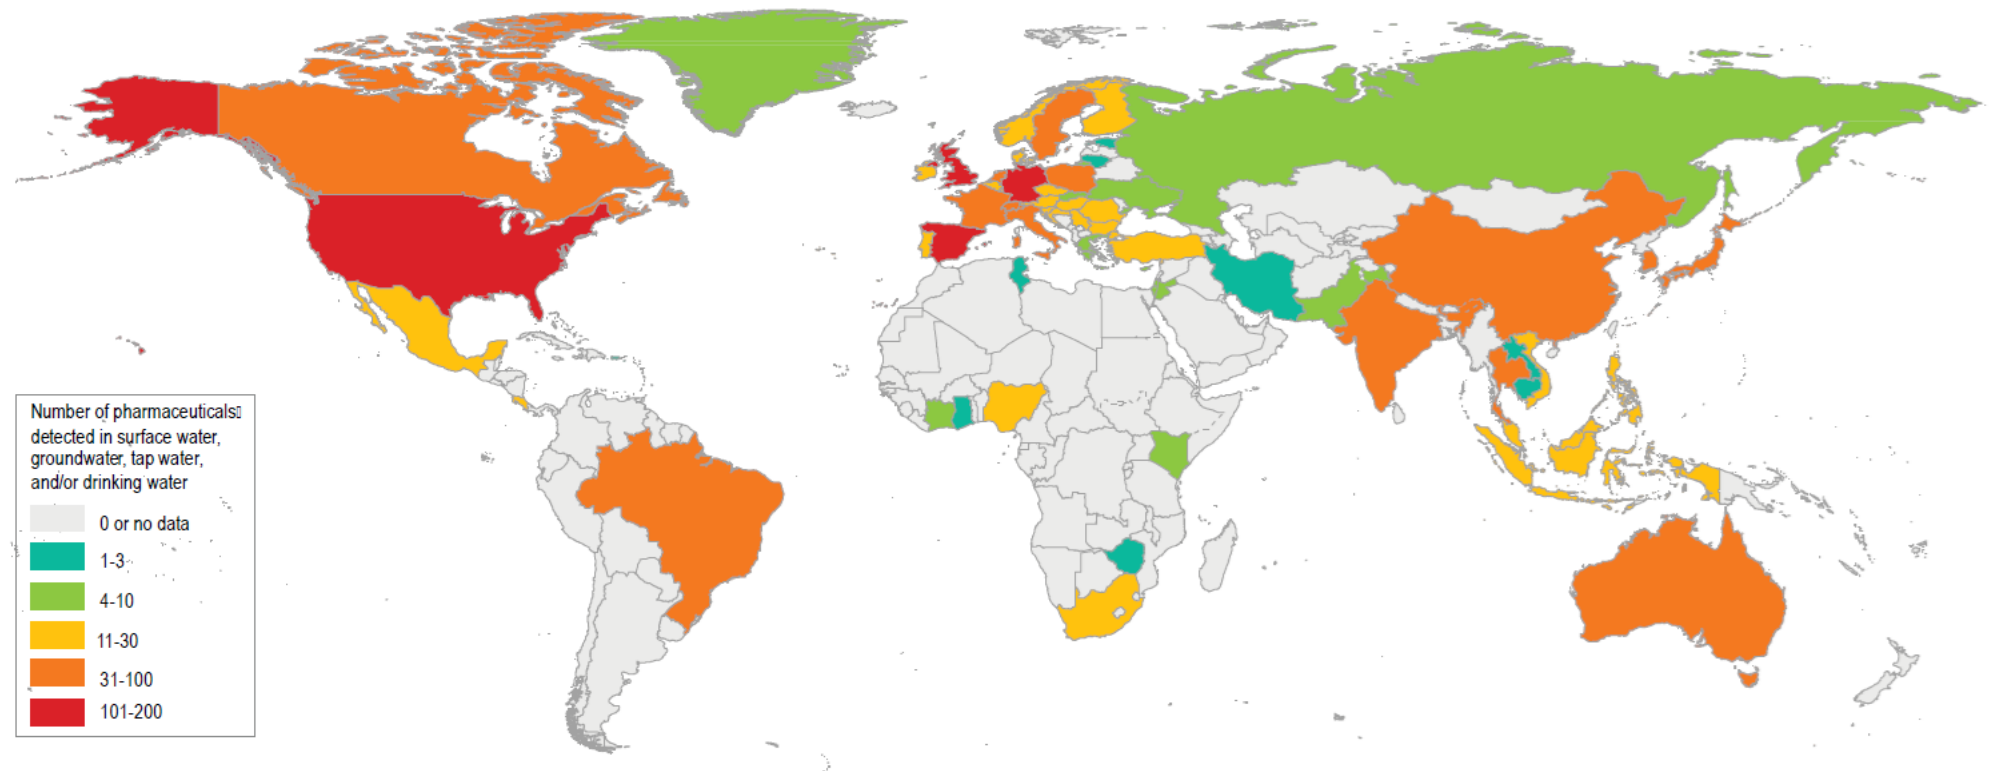 Number of pharmaceuticals▯
detected in surface water,
groundwater, tap water,
and/or drinking water
0 or no data
1-3
4-10
11-30
31-100
101-200